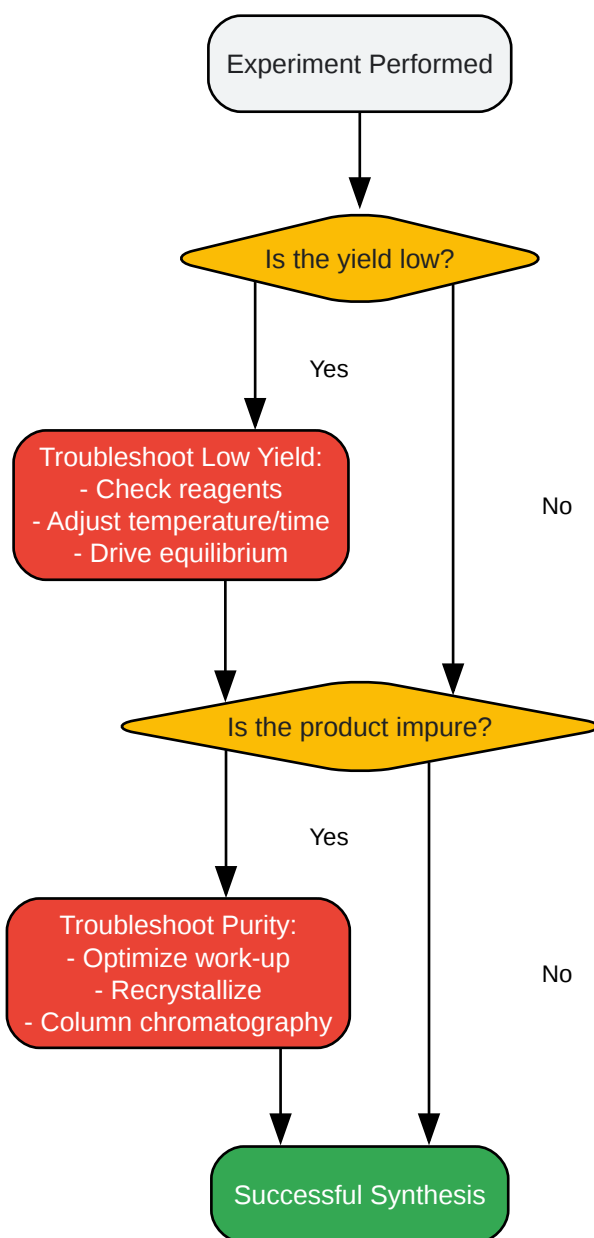 Experiment Performed
Is the yield low?
Yes
Troubleshoot Low Yield:
- Check reagents
- Adjust temperature/time
- Drive equilibrium
No
Is the product impure?
Yes
Troubleshoot Purity:
- Optimize work-up
- Recrystallize
- Column chromatography
No
Successful Synthesis